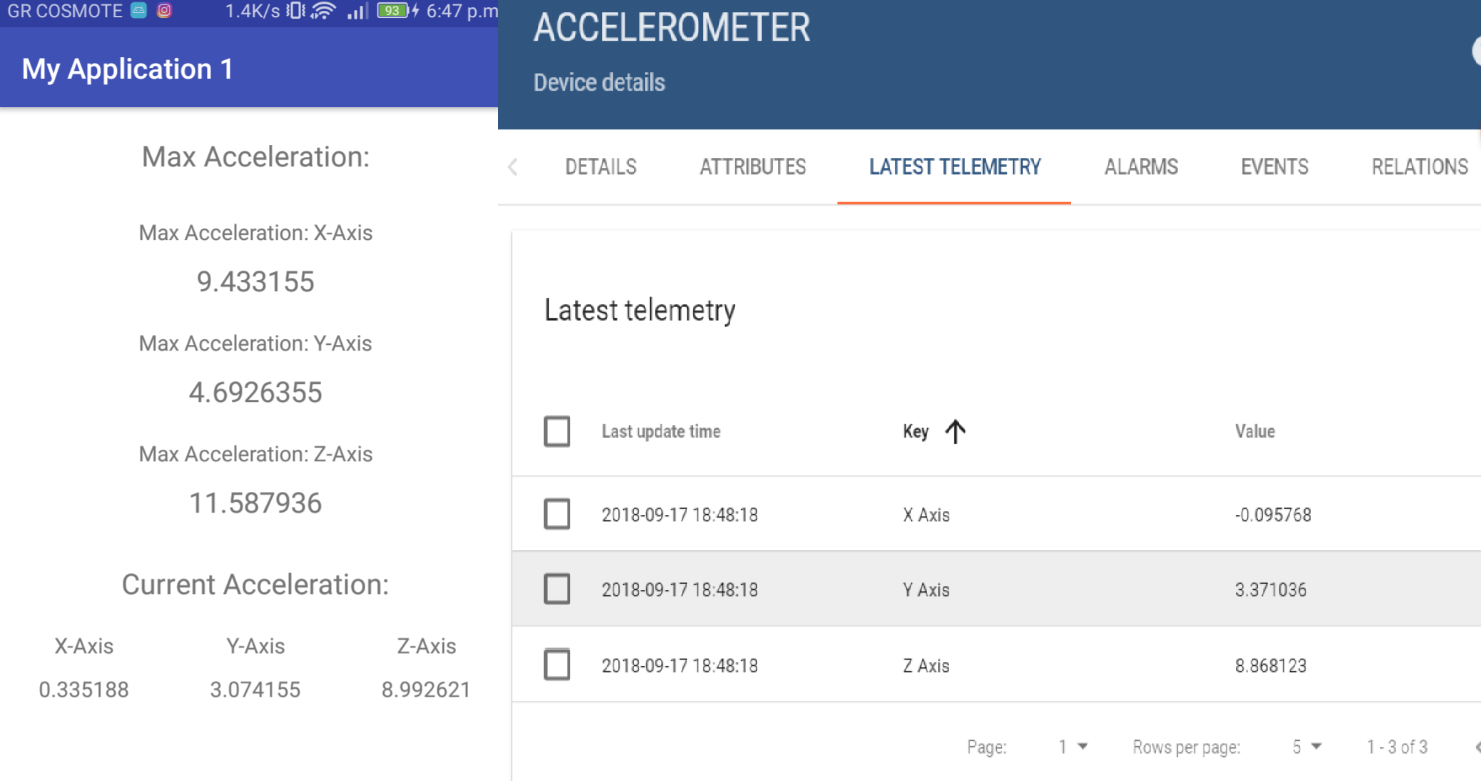 GR COSMOTE 1.4K/s 93 6:47 p.m
My Application 1
Max Acceleration:
Max Acceleration: X-Axis
9.433155
Max Acceleration: Y-Axis
4.6926355
Max Acceleration: Z-Axis
11.587936
Current Acceleration:
X-Axis Y-Axis Z-Axis
0.335188 3.074155 8.992621
ACCELEROMETER
Device details
DETAILS ATTRIBUTES LATEST TELEMETRY ALARMS EVENTS RELATIONS
Latest telemetry
Last update time Key Value
2018-09-17 18:48:18 X Axis -0.095768
2018-09-17 18:48:18 Y Axis 3.371036
2018-09-17 18:48:18 Z Axis 8.868123
Page: 1 Rows per page: 5 1 - 3 of 3